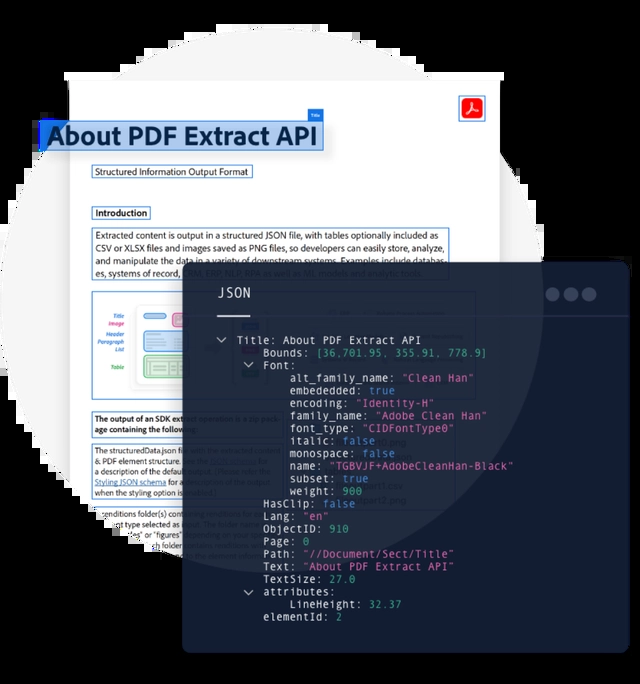 Title
About PDF Extract API
Structured Information Output Format
Introduction
Extracted content is output in a structured JSON file, with tables optionally included as
CSV or XLSX files and images saved as PNG files, so developers can easily store, analyze,
and manipulate the data in a variety of downstream systems. Examples include databas-
es, systems of record,
Title
Image
Header
Paragraph
List
Table
The output of an SDK extract
age containing the following:
The structuredData.json file
& PDF element structure.
a description of the default
Styling JSON schema
when the styling option is
JSON
Title: About PDF Extract API
Bounds: [36,701.95, 355.91, 778.9]
Font:
alt_family_name: "Clean Han"
embededded: true
encoding: "Identity-H"
family_name: "Adobe Clean Han"
font_type: "CIDFontType0"
italic: false
monospace: false
name: "TGBVJF+AdobeCleanHan-Black"
subset: true
weight: 900
HasClip: false
Lang: "en"
ObjectID: 910
Page: 0
Path: "//Document/Sect/Title"
Text: "About PDF Extract API"
TextSize: 27.0
attributes:
LineHeight: 32.37
elementId: 2